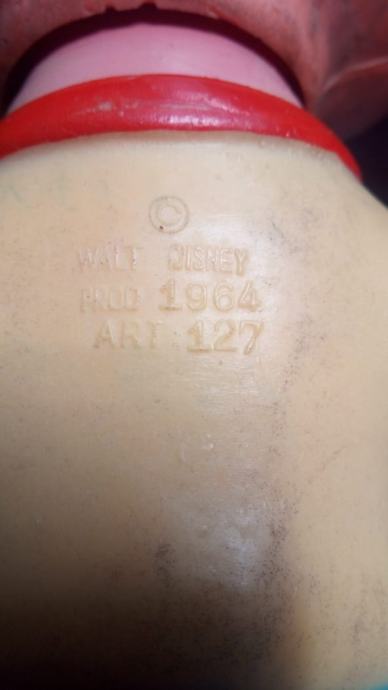 ©
WALT DISNEY
PROD 1964
ART 127